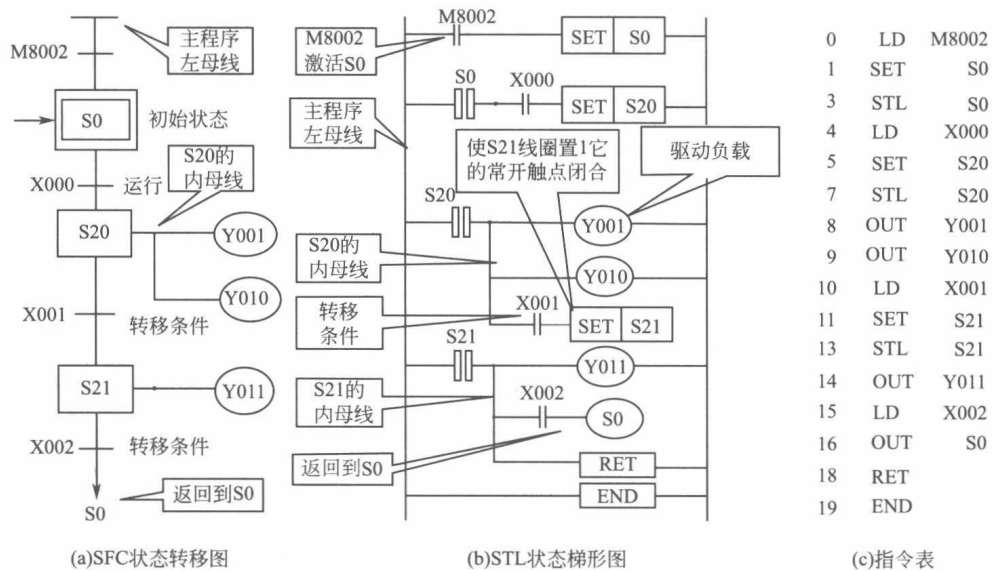 主程序
左母线
M8002
S0
初始状态
S20的
内母线
X000
运行
S20
Y001
Y010
X001
转移条件
S21
Y011
X002
转移条件
返回到S0
S0
(a)SFC状态转移图
M8002
M8002
激活S0
SET S0
S0
X000
SET S20
主程序
左母线
使S21线圈置1它
的常开触点闭合
驱动负载
S20
Y001
S20的
内母线
Y010
X001
转移
条件
SET S21
S21
Y011
S21的
内母线
X002
S0
返回到S0
RET
END
(b)STL状态梯形图
0 LD M8002
1 SET S0
3 STL S0
4 LD X000
5 SET S20
7 STL S20
8 OUT Y001
9 OUT Y010
10 LD X001
11 SET S21
13 STL S21
14 OUT Y011
15 LD X002
16 OUT S0
18 RET
19 END
(c)指令表